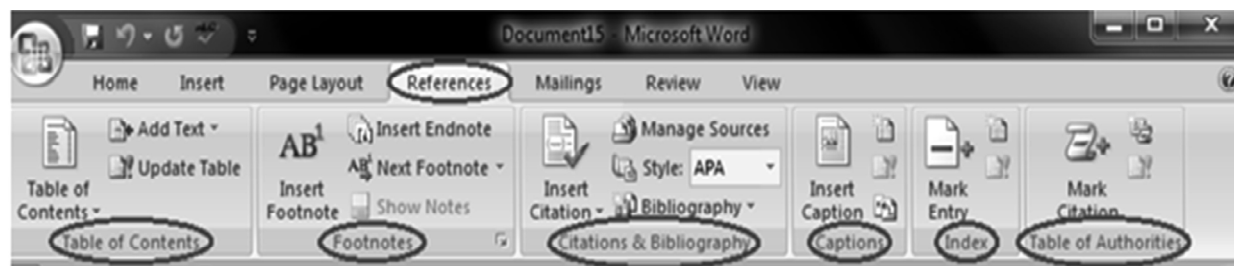 Document15 - Microsoft Word
Home Insert Page Layout References Mailings Review View
Table of Contents
Add Text
Update Table
Table of Contents
AB¹
Insert Footnote
Insert Endnote
Next Footnote
Show Notes
Footnotes
Insert Citation
Manage Sources
Style: APA
Bibliography
Citations & Bibliography
Insert Caption
Captions
Mark Entry
Index
Mark Citation
Table of Authorities